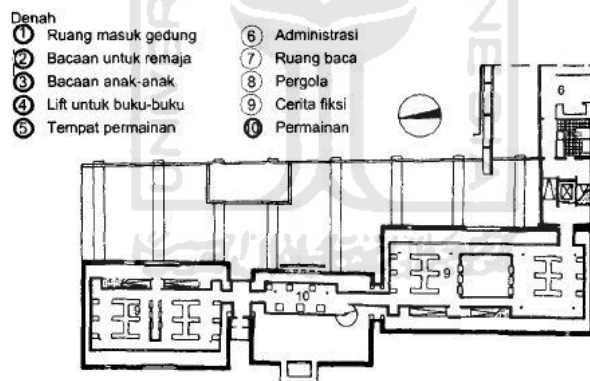 Denah
1 Ruang masuk gedung
2 Bacaan untuk remaja
3 Bacaan anak-anak
4 Lift untuk buku-buku
5 Tempat permainan
6 Administrasi
7 Ruang baca
8 Pergola
9 Cerita fiksi
10 Permainan
6
9
10